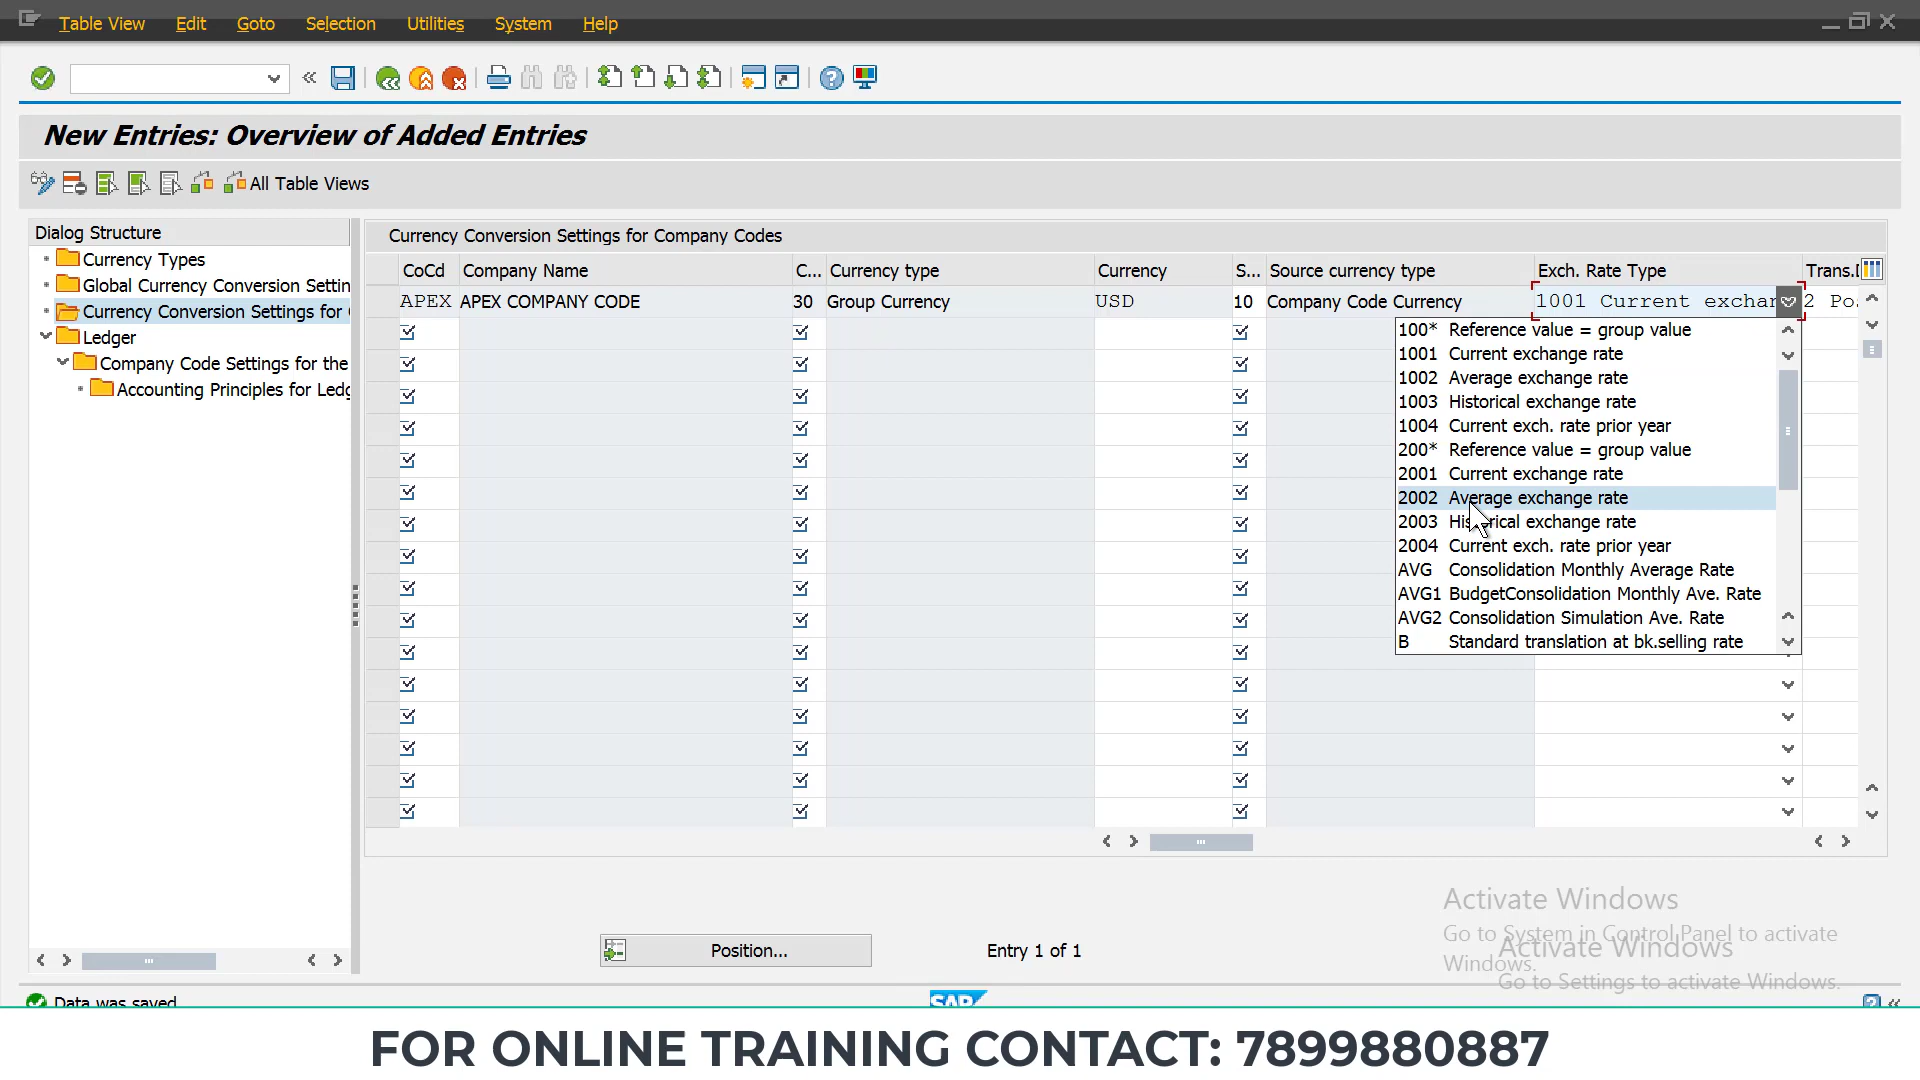 Table View Edit Goto Selection Utilities System Help
New Entries: Overview of Added Entries
All Table Views
Dialog Structure
Currency Types
Global Currency Conversion Settin
Currency Conversion Settings for
Ledger
Company Code Settings for the
Accounting Principles for Ledg
Currency Conversion Settings for Company Codes
CoCd Company Name C... Currency type Currency S... Source currency type Exch. Rate Type Trans.D
APEX APEX COMPANY CODE 30 Group Currency USD 10 Company Code Currency 1001 Current exchan 2 Po
100* Reference value = group value
1001 Current exchange rate
1002 Average exchange rate
1003 Historical exchange rate
1004 Current exch. rate prior year
200* Reference value = group value
2001 Current exchange rate
2002 Average exchange rate
2003 Historical exchange rate
2004 Current exch. rate prior year
AVG Consolidation Monthly Average Rate
AVG1 BudgetConsolidation Monthly Ave. Rate
AVG2 Consolidation Simulation Ave. Rate
B Standard translation at bk.selling rate
Position... Entry 1 of 1
Activate Windows
Go to System in Control Panel to activate
Windows.
Activate Windows
Go to Settings to activate Windows.
Data was saved
SAP
FOR ONLINE TRAINING CONTACT: 7899880887